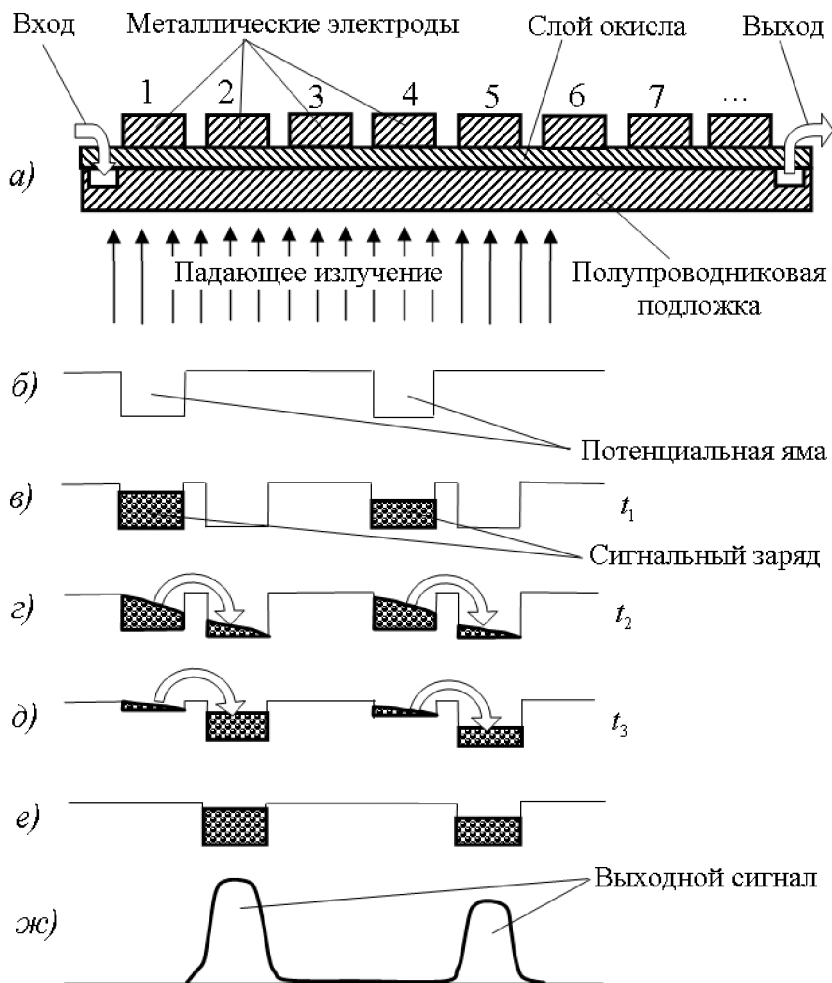 Вход Металлические электроды Слой окисла Выход
1 2 3 4 5 6 7 ...
а)
Падающее излучение Полупроводниковая
подложка
б)
Потенциальная яма
в) t₁
Сигнальный заряд
г) t₂
д) t₃
е)
Выходной сигнал
ж)